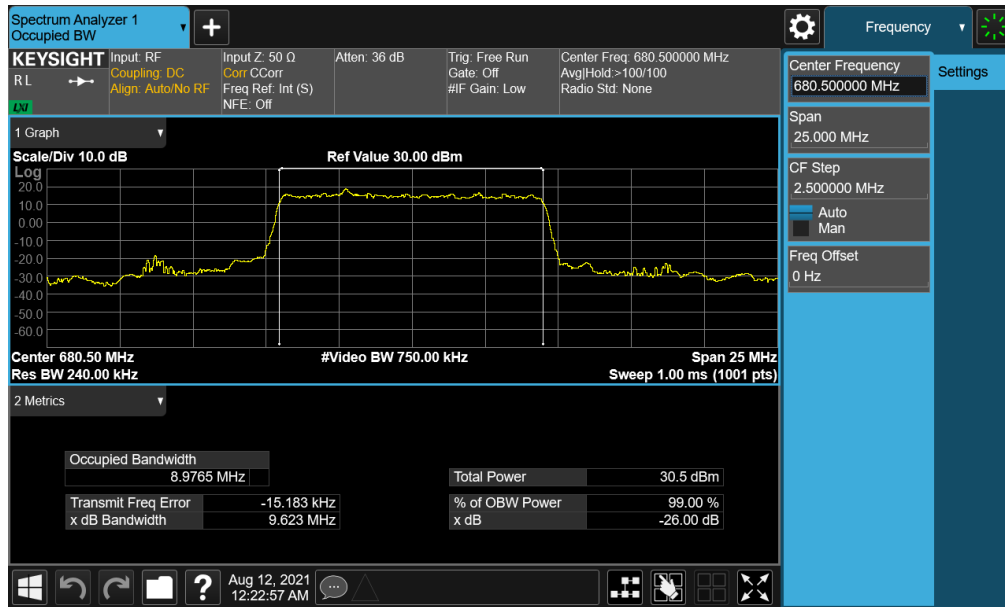 Spectrum Analyzer 1
Occupied BW
+
Frequency
KEYSIGHT
R L
LXI
Input: RF
Coupling: DC
Align: Auto/No RF
Input Z: 50 Ω
Corr CCorr
Freq Ref: Int (S)
NFE: Off
Atten: 36 dB
Trig: Free Run
Gate: Off
#IF Gain: Low
Center Freq: 680.500000 MHz
Avg|Hold:>100/100
Radio Std: None
Center Frequency
680.500000 MHz
Settings
Span
25.000 MHz
CF Step
2.500000 MHz
Auto
Man
Freq Offset
0 Hz
1 Graph
Scale/Div 10.0 dB
Ref Value 30.00 dBm
Log
20.0
10.0
0.00
-10.0
-20.0
-30.0
-40.0
-50.0
-60.0
Center 680.50 MHz
#Video BW 750.00 kHz
Span 25 MHz
Res BW 240.00 kHz
Sweep 1.00 ms (1001 pts)
2 Metrics
Occupied Bandwidth
8.9765 MHz
Total Power 30.5 dBm
Transmit Freq Error -15.183 kHz
% of OBW Power 99.00 %
x dB Bandwidth 9.623 MHz
x dB -26.00 dB
?
Aug 12, 2021
12:22:57 AM